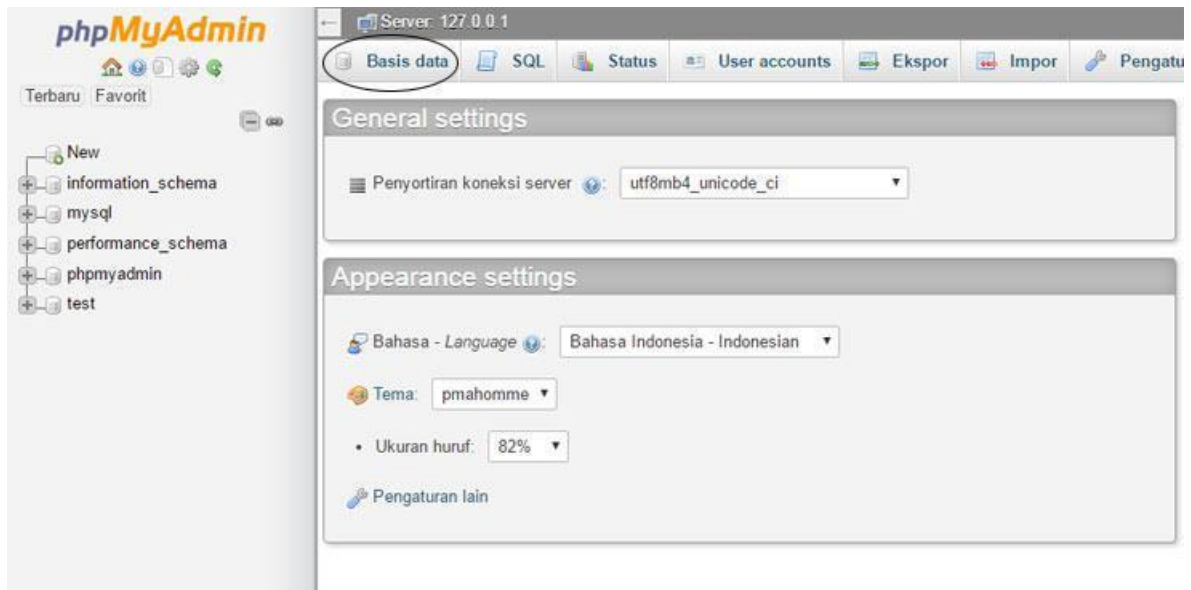 phpMyAdmin
Terbaru Favorit
New
information_schema
mysql
performance_schema
phpmyadmin
test
Server: 127.0.0.1
Basis data SQL Status User accounts Ekspor Impor Pengatu
General settings
Penyortiran koneksi server : utf8mb4_unicode_ci
Appearance settings
Bahasa - Language : Bahasa Indonesia - Indonesian
Tema: pmahomme
• Ukuran huruf: 82%
Pengaturan lain